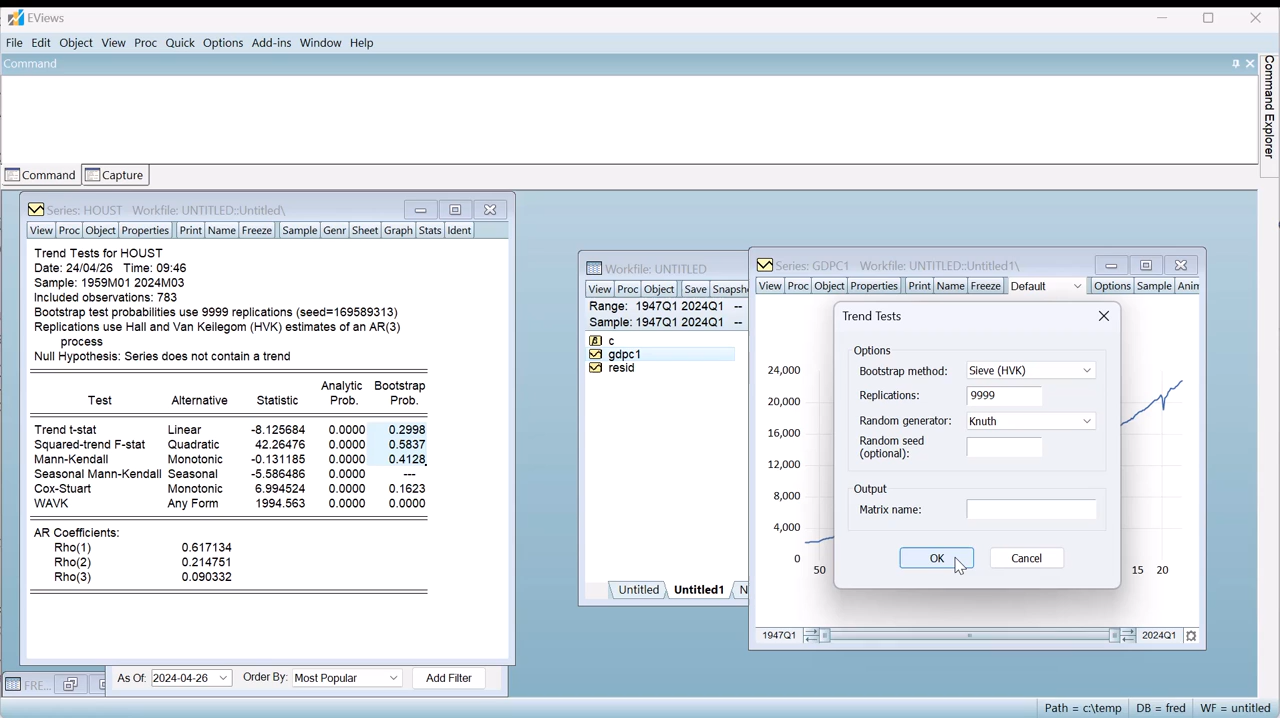 EViews
File Edit Object View Proc Quick Options Add-ins Window Help
Command
Command Explorer
Command Capture
Series: HOUST Workfile: UNTITLED::Untitled\
View Proc Object Properties Print Name Freeze Sample Genr Sheet Graph Stats Ident
Trend Tests for HOUST
Date: 24/04/26 Time: 09:46
Sample: 1959M01 2024M03
Included observations: 783
Bootstrap test probabilities use 9999 replications (seed=169589313)
Replications use Hall and Van Keilegom (HVK) estimates of an AR(3)
process
Null Hypothesis: Series does not contain a trend
Analytic Bootstrap
Test Alternative Statistic Prob. Prob.
Trend t-stat Linear -8.125684 0.0000 0.2998
Squared-trend F-stat Quadratic 42.26476 0.0000 0.5837
Mann-Kendall Monotonic -0.131185 0.0000 0.4128
Seasonal Mann-Kendall Seasonal -5.586486 0.0000 ---
Cox-Stuart Monotonic 6.994524 0.0000 0.1623
WAVK Any Form 1994.563 0.0000 0.0000
AR Coefficients:
Rho(1) 0.617134
Rho(2) 0.214751
Rho(3) 0.090332
Workfile: UNTITLED
View Proc Object Save Snapsh
Range: 1947Q1 2024Q1 --
Sample: 1947Q1 2024Q1 --
c
gdpc1
resid
Untitled Untitled1 N
Series: GDPC1 Workfile: UNTITLED::Untitled1\
View Proc Object Properties Print Name Freeze Default Options Sample Anim
24,000
20,000
16,000
12,000
8,000
4,000
0
50 15 20
1947Q1 2024Q1
Trend Tests
Options
Bootstrap method: Sieve (HVK)
Replications: 9999
Random generator: Knuth
Random seed
(optional):
Output
Matrix name:
OK Cancel
FRE...
As Of: 2024-04-26 Order By: Most Popular Add Filter
Path = c:\temp DB = fred WF = untitled